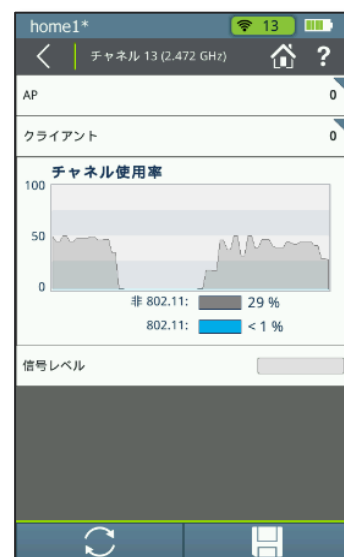 home1*
13
チャネル 13 (2.472 GHz)
?
AP
0
クライアント
0
チャネル使用率
100
50
0
非 802.11:
29 %
802.11:
< 1 %
信号レベル